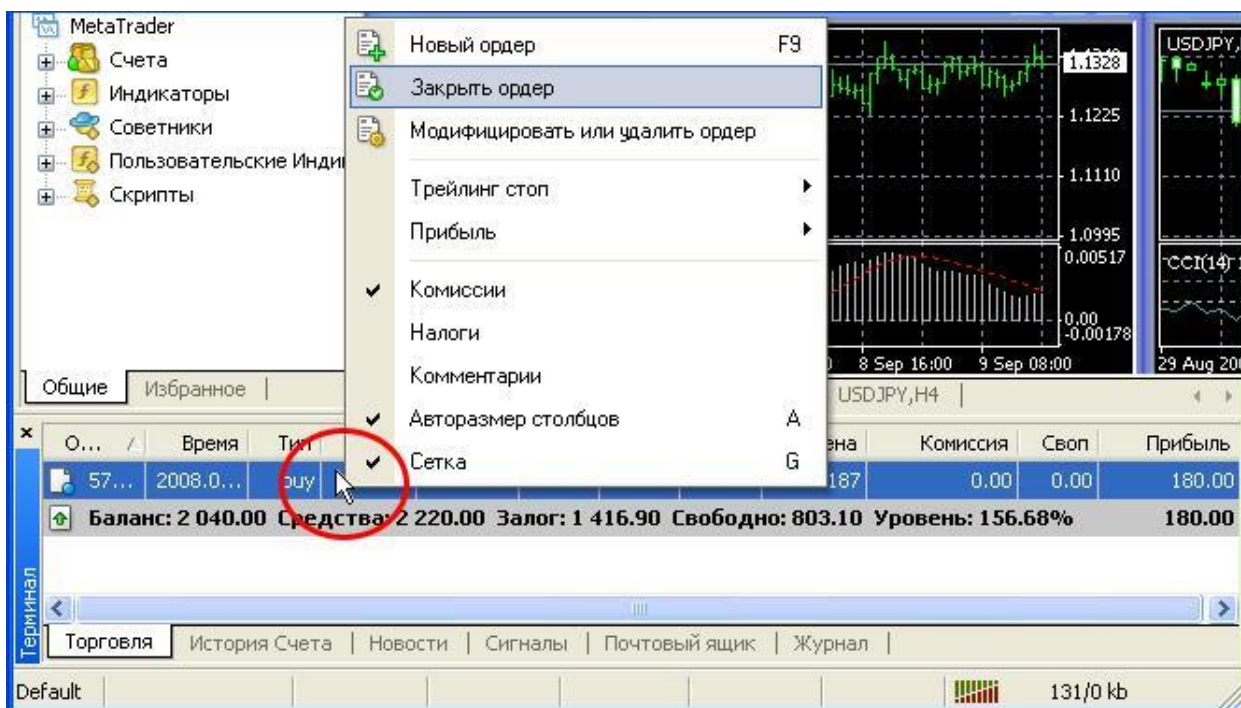 MetaTrader
Счета
Индикаторы
Советники
Пользовательские Инди
Скрипты
Общие
Избранное
Новый ордер F9
Закрыть ордер
Модифицировать или удалить ордер
Трейлинг стоп
Прибыль
Комиссии
Налоги
Комментарии
Авторазмер столбцов A
Сетка G
1.1328
1.1225
1.1110
1.0995
0.00517
0.00
-0.00178
8 Sep 16:00 9 Sep 08:00
USDJPY,
CCI(14)
29 Aug 200
USDJPY,H4
О... / Время Тип ена Комиссия Своп Прибыль
57... 2008.0... buy 187 0.00 0.00 180.00
Баланс: 2 040.00 Средства: 2 220.00 Залог: 1 416.90 Свободно: 803.10 Уровень: 156.68% 180.00
Терминал
Торговля История Счета Новости Сигналы Почтовый ящик Журнал
Default 131/0 kb